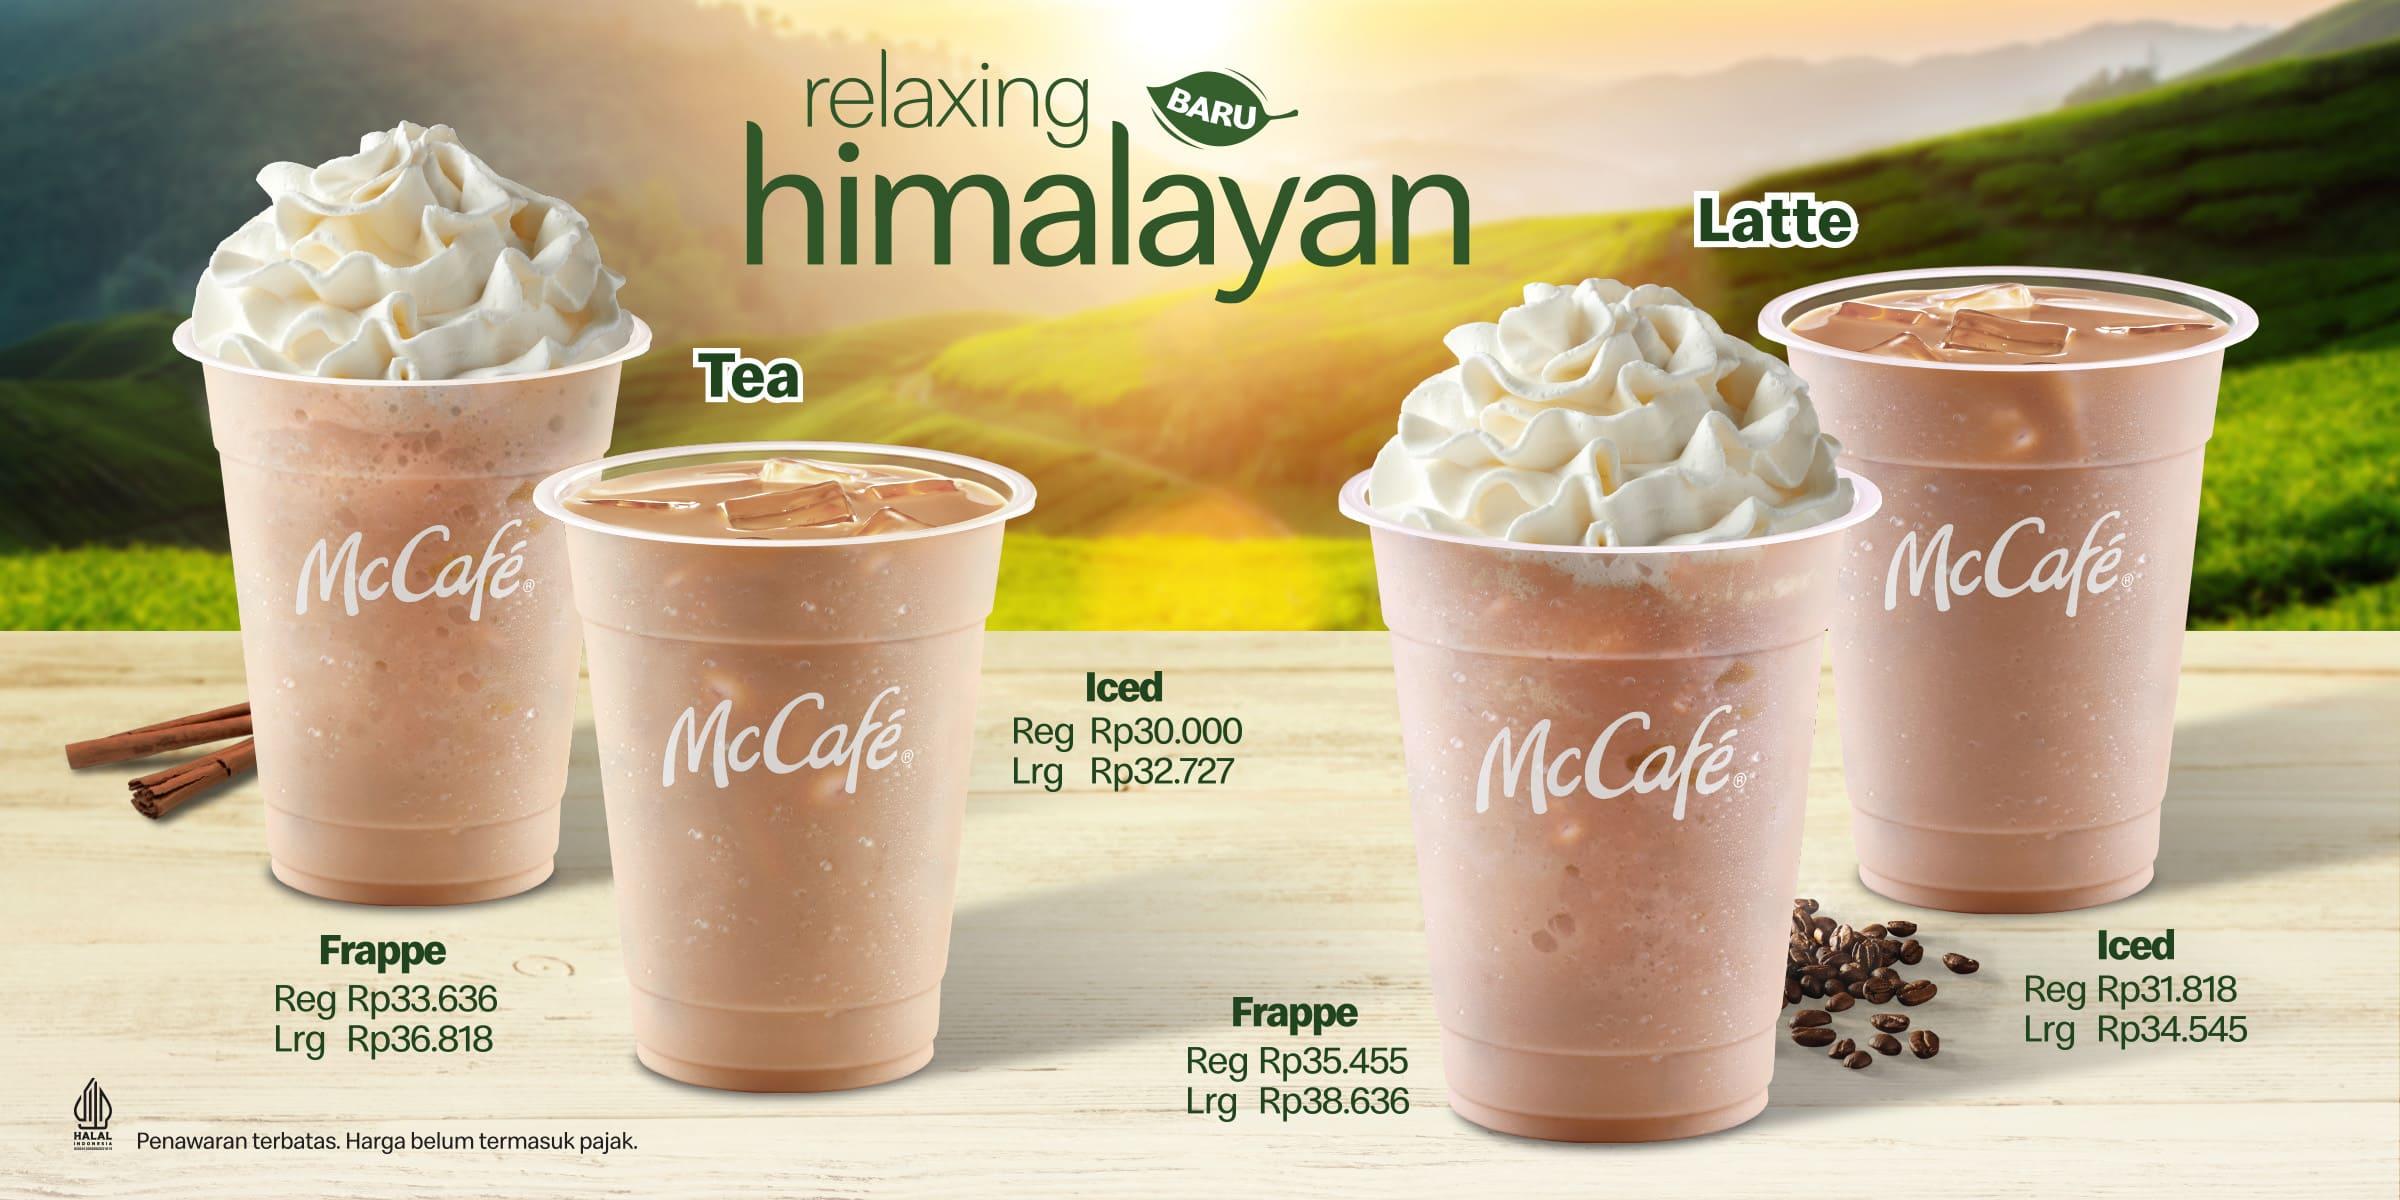 relaxing
BARU
himalayan
Latte
Tea
McCafé®
McCafé®
McCafé®
McCafé®
Iced
Reg Rp30.000
Lrg Rp32.727
Frappe
Reg Rp33.636
Lrg Rp36.818
Frappe
Reg Rp35.455
Lrg Rp38.636
Iced
Reg Rp31.818
Lrg Rp34.545
HALAL
INDONESIA
Penawaran terbatas. Harga belum termasuk pajak.